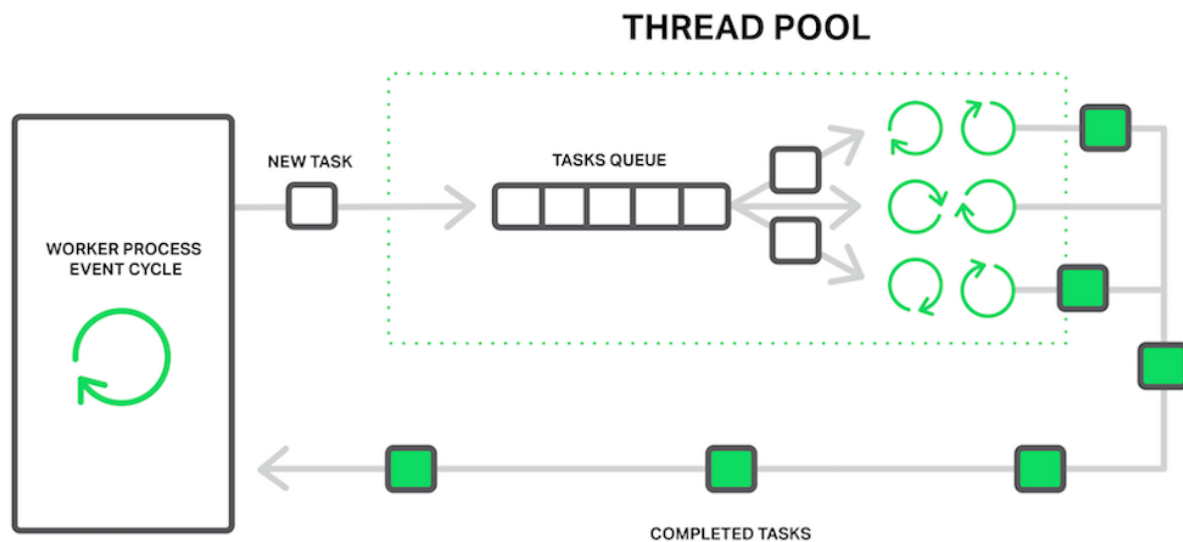 THREAD POOL
NEW TASK
TASKS QUEUE
WORKER PROCESS
EVENT CYCLE
COMPLETED TASKS